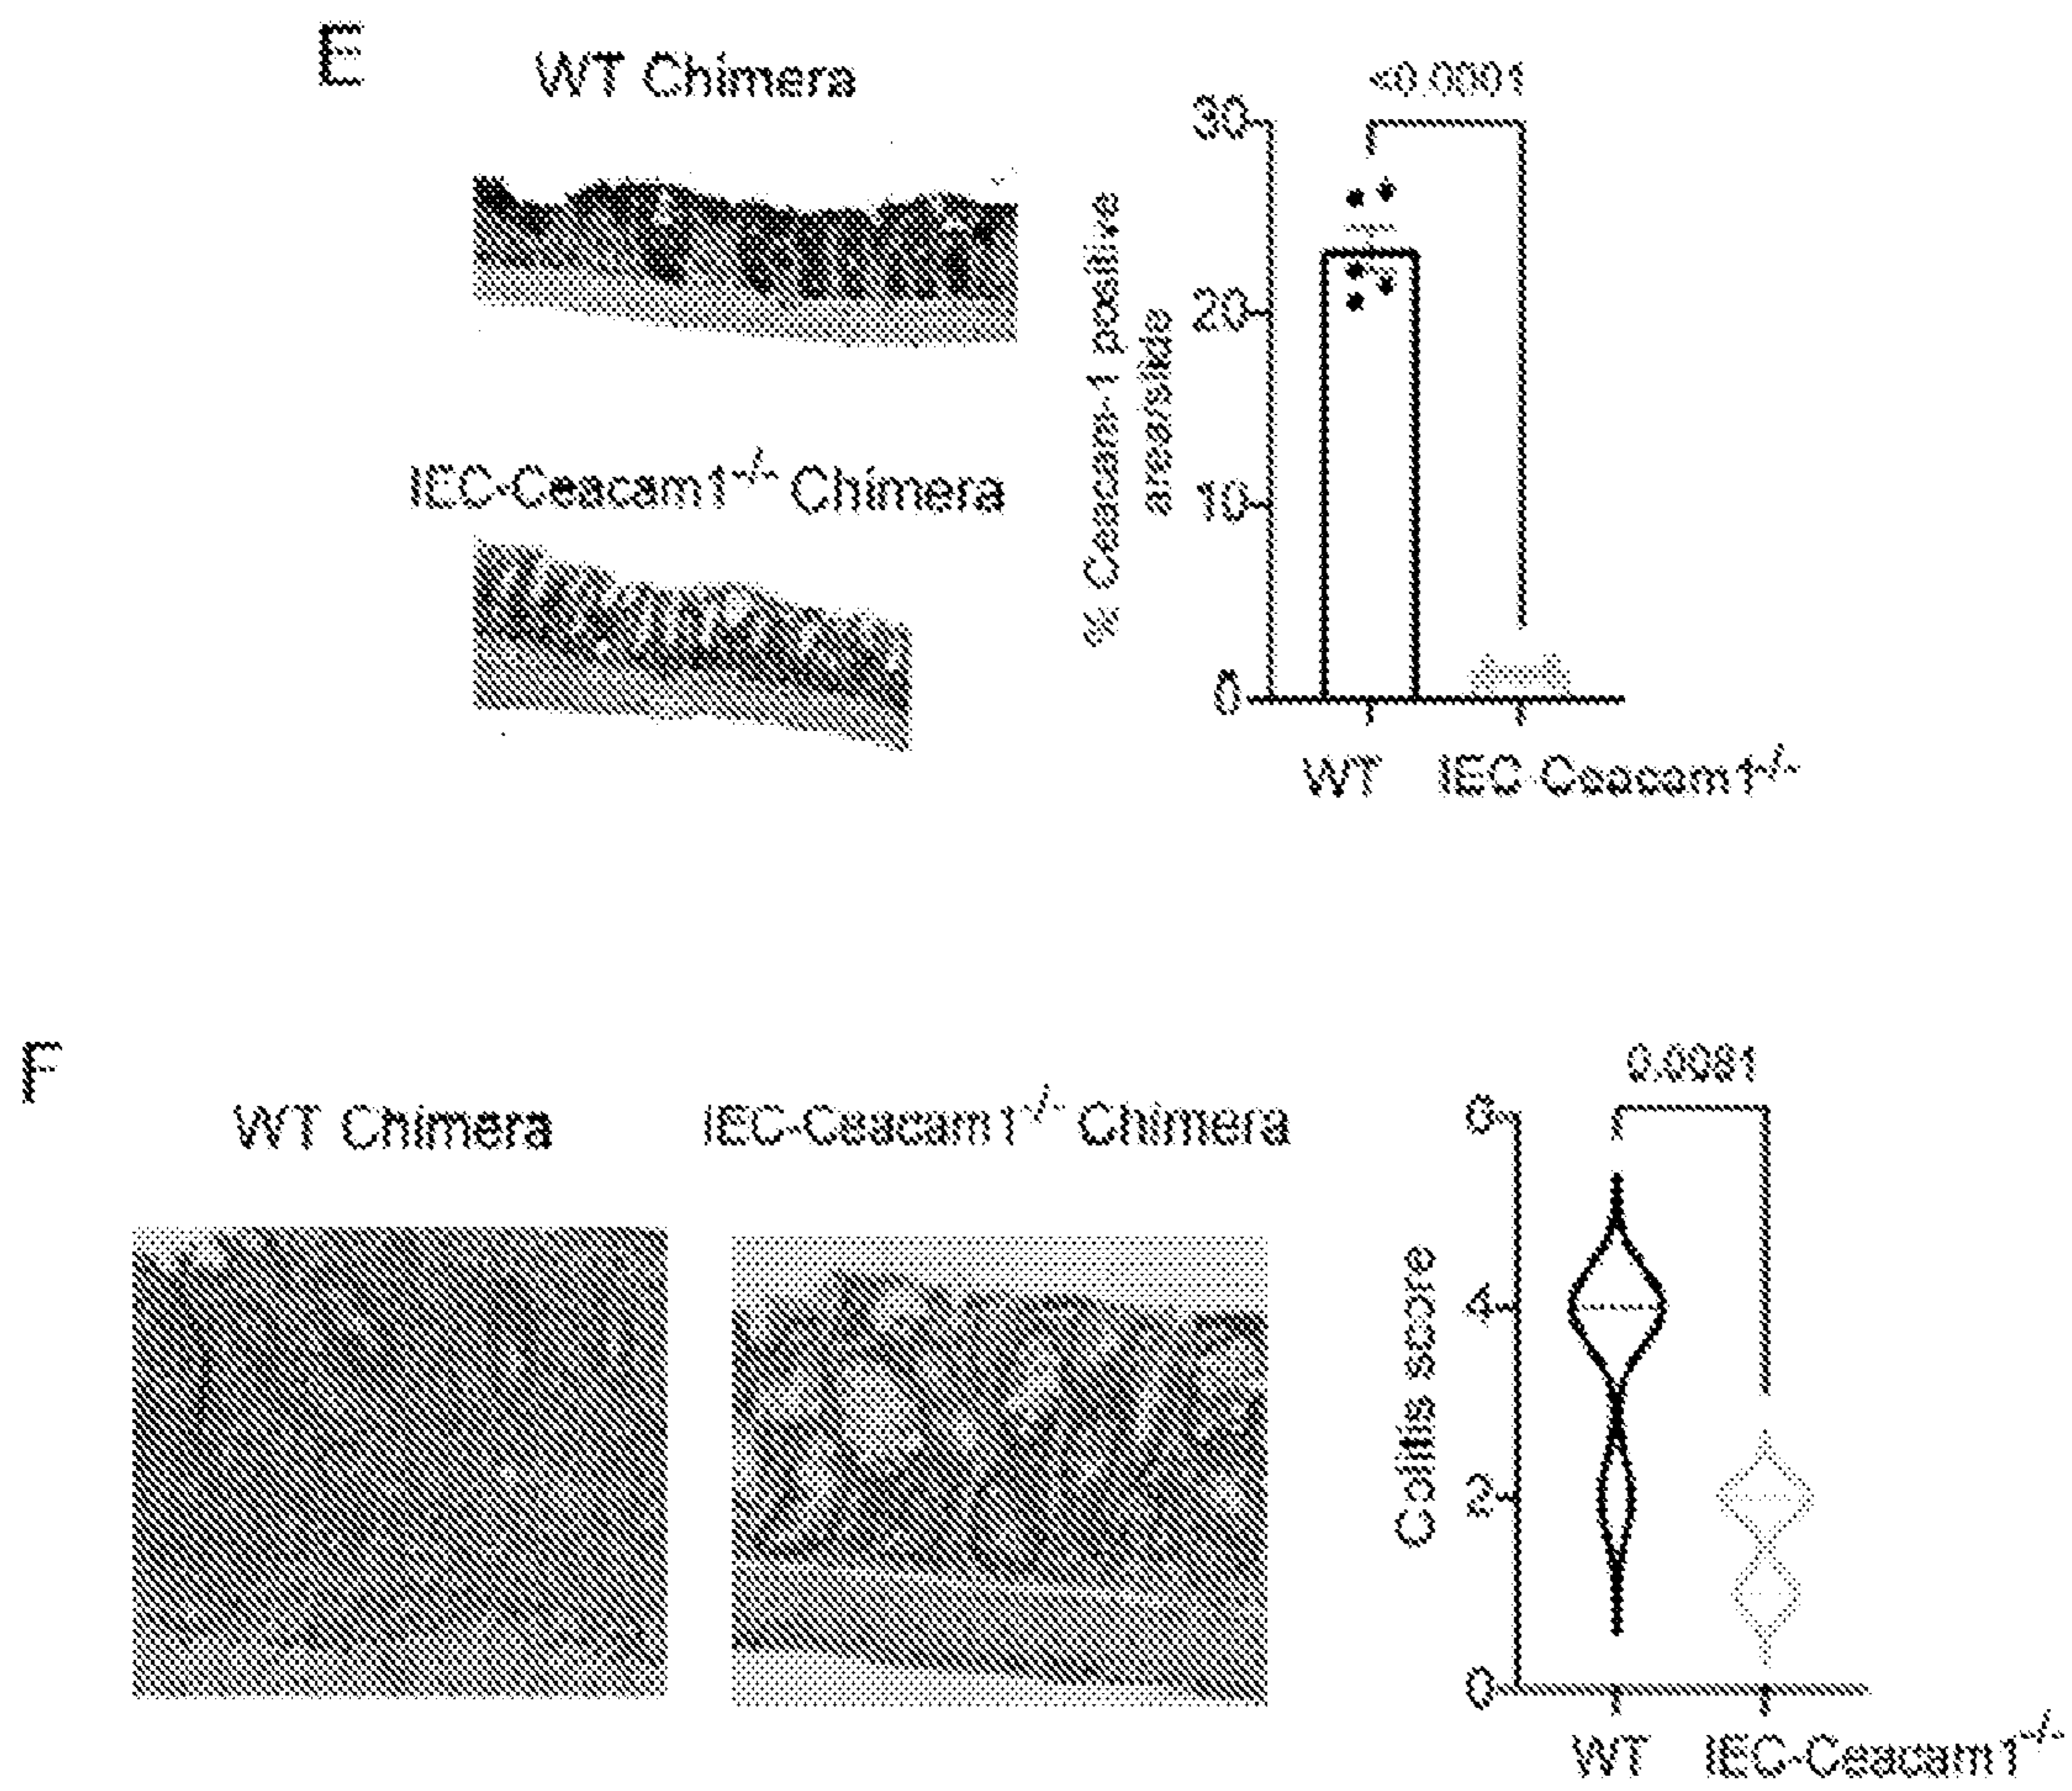 E
WT Chimera
IEC-Ceacam1-/- Chimera
% Ceacam-1 positive
area/slide
30
20
10
0
<0.0001
WT IEC-Ceacam1-/-
F
WT Chimera
IEC-Ceacam1-/- Chimera
Colitis score
6
4
2
0
0.0081
WT IEC-Ceacam1-/-